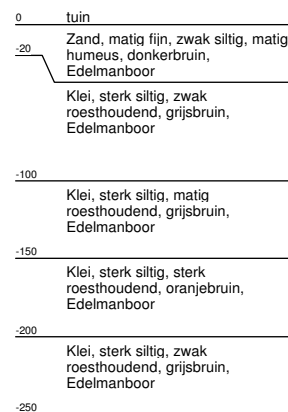 0 tuin
Zand, matig fijn, zwak siltig, matig
-20 humeus, donkerbruin,
Edelmanboor
Klei, sterk siltig, zwak
roesthoudend, grijsbruin,
Edelmanboor
-100
Klei, sterk siltig, matig
roesthoudend, grijsbruin,
Edelmanboor
-150
Klei, sterk siltig, sterk
roesthoudend, oranjebruin,
Edelmanboor
-200
Klei, sterk siltig, zwak
roesthoudend, grijsbruin,
Edelmanboor
-250